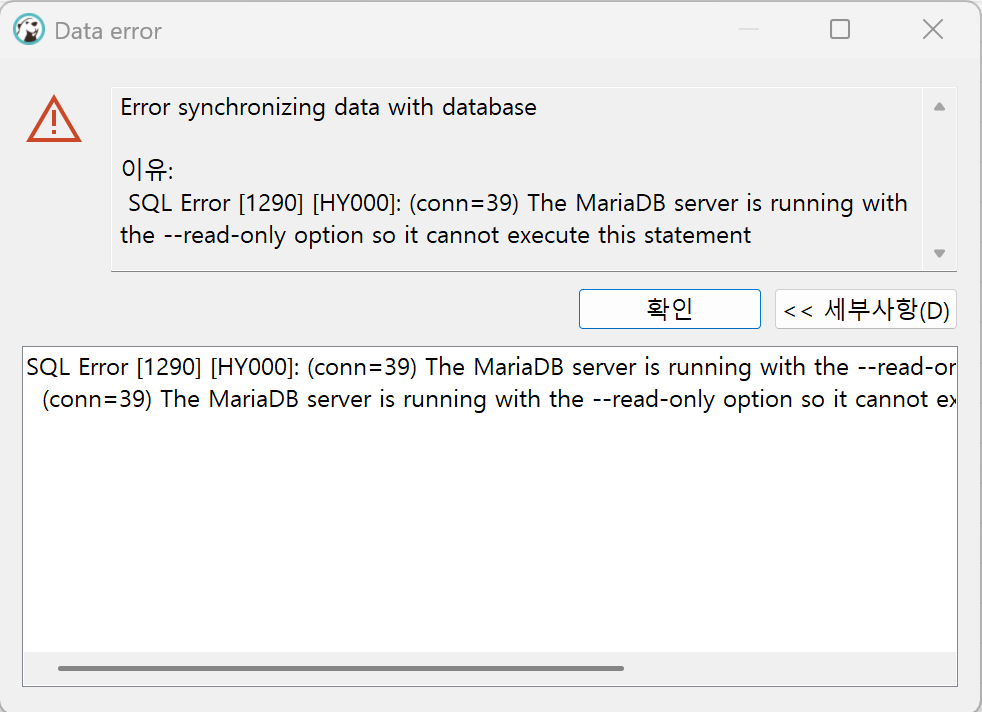 Data error
Error synchronizing data with database
이유:
SQL Error [1290] [HY000]: (conn=39) The MariaDB server is running with
the --read-only option so it cannot execute this statement
확인
<< 세부사항(D)
SQL Error [1290] [HY000]: (conn=39) The MariaDB server is running with the --read-or
(conn=39) The MariaDB server is running with the --read-only option so it cannot ex